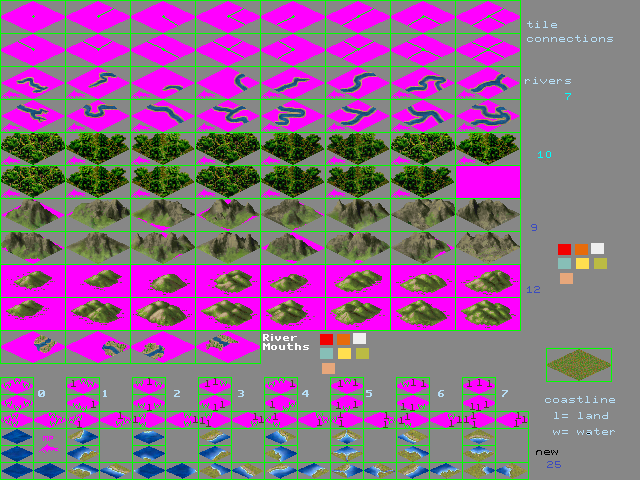 tile
connections
rivers
7
10
9
12
River
Mouths
0 1 2 3 4 5 6 7
coastline
l= land
w= water
new
25